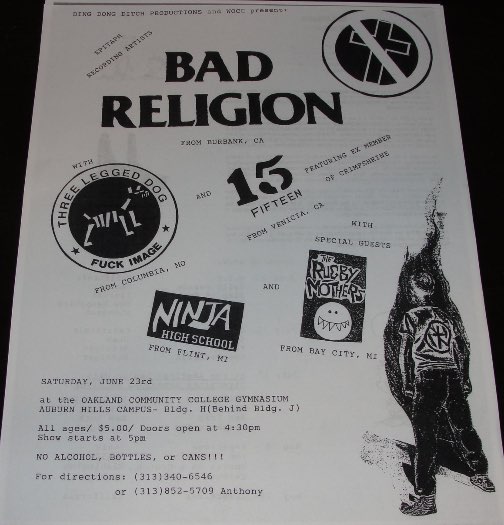 DING DONG DITCH PRODUCTIONS and WOCC present:
EPITAPH
RECORDING ARTISTS
BAD
RELIGION
FROM BURBANK, CA
WITH
THREE LEGGED DOG
FUCK IMAGE
FROM COLUMBIA, MO
AND
15
FIFTEEN
FEATURING EX MEMBER
OF CRIMPSHRINE
FROM VENICIA, CA
WITH
SPECIAL GUESTS
NINJA
HIGH SCHOOL
FROM FLINT, MI
AND
THE
RUGBY
MOTHERS
FROM BAY CITY, MI
SATURDAY, JUNE 23rd
at the OAKLAND COMMUNITY COLLEGE GYMNASIUM
AUBURN HILLS CAMPUS- Bldg. H(Behind Bldg. J)
All ages/ $5.00/ Doors open at 4:30pm
Show starts at 5pm
NO ALCOHOL, BOTTLES, or CANS!!!
For directions: (313)340-6546
or (313)852-5709 Anthony